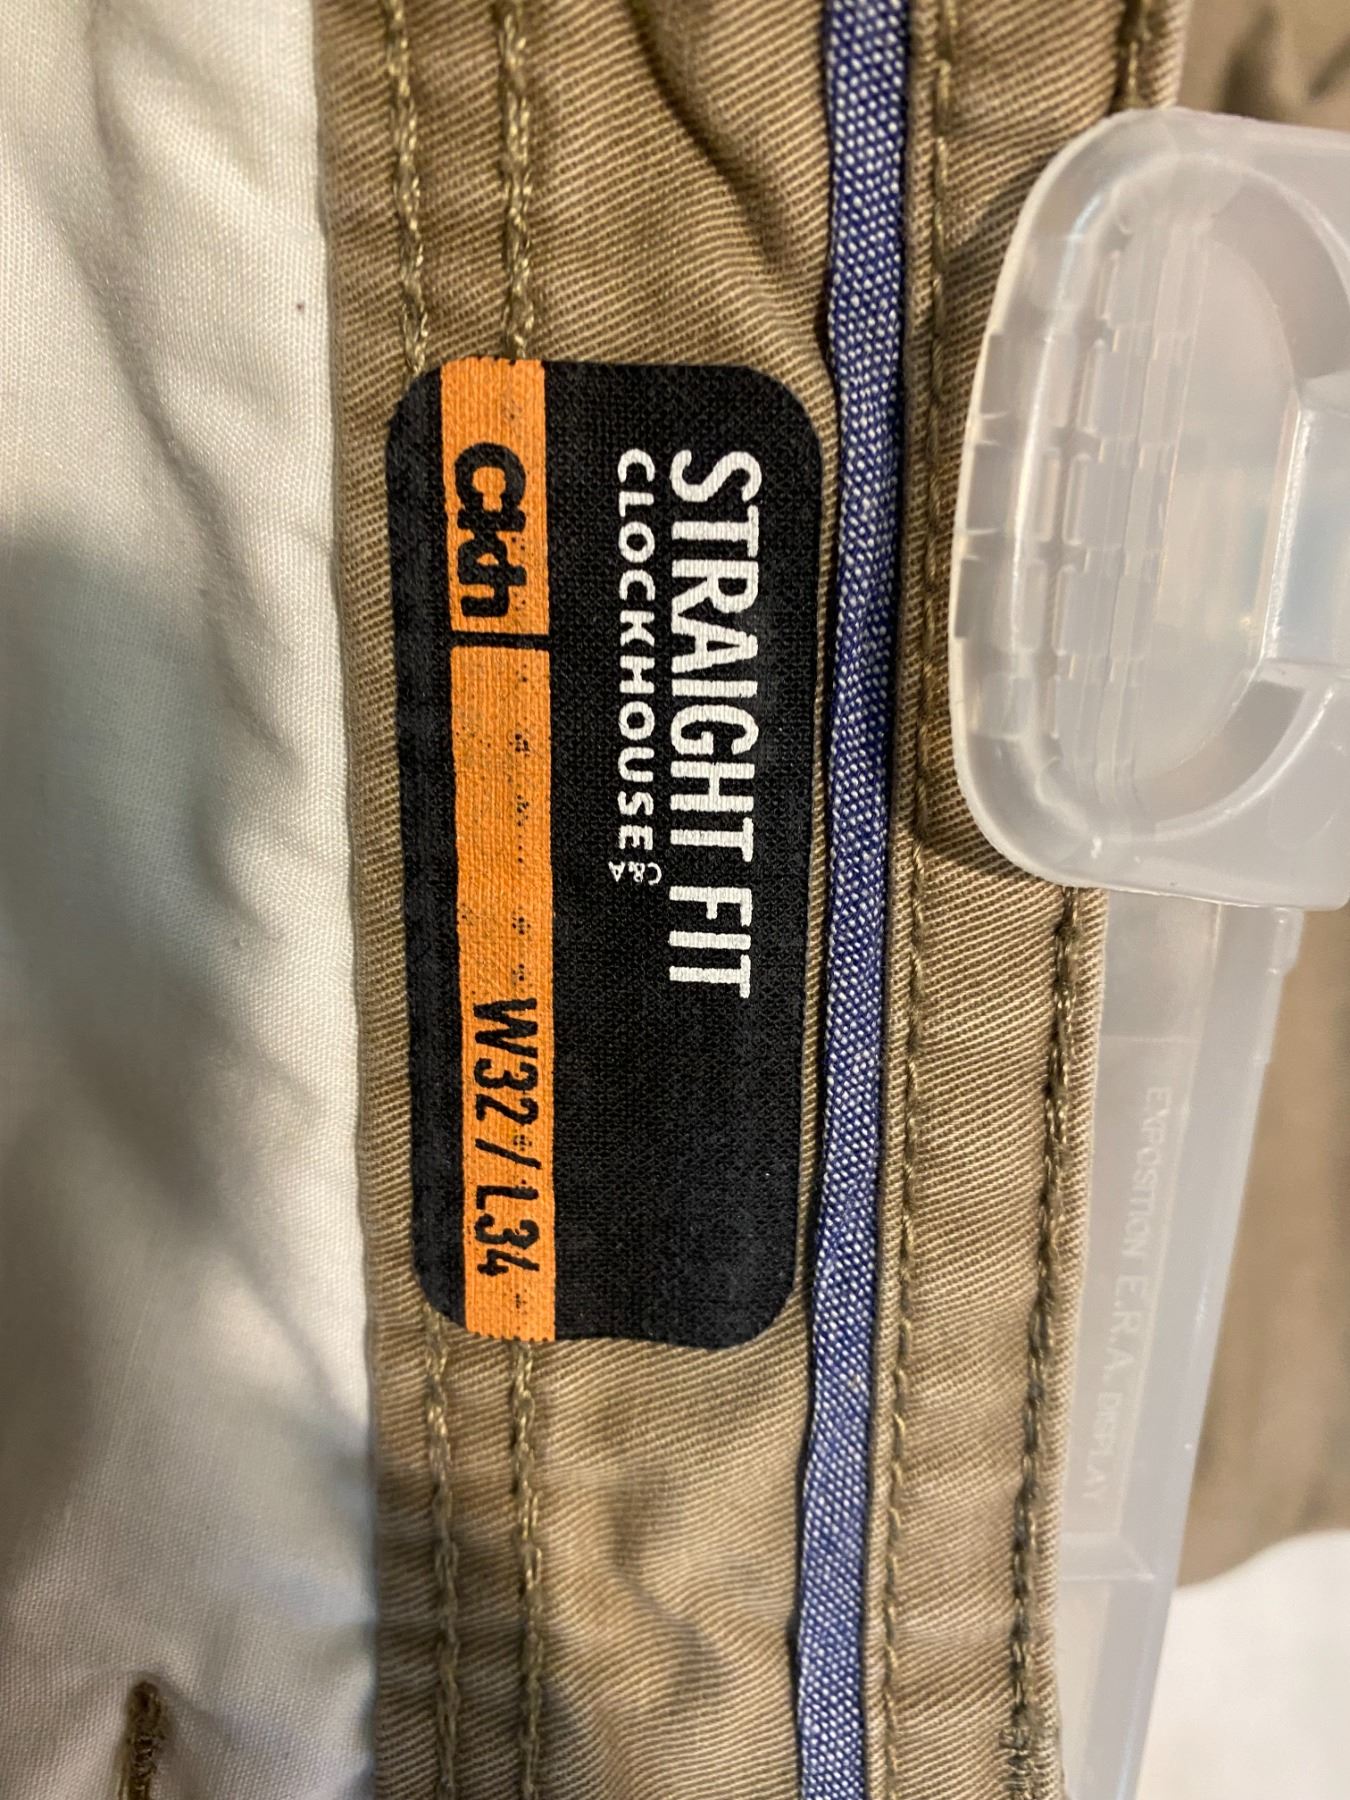 STRAIGHT FIT
CLOCKHOUSE
C&A
Ckh
W32 / L34
EXPOSITION E.R.A. DISPLAY